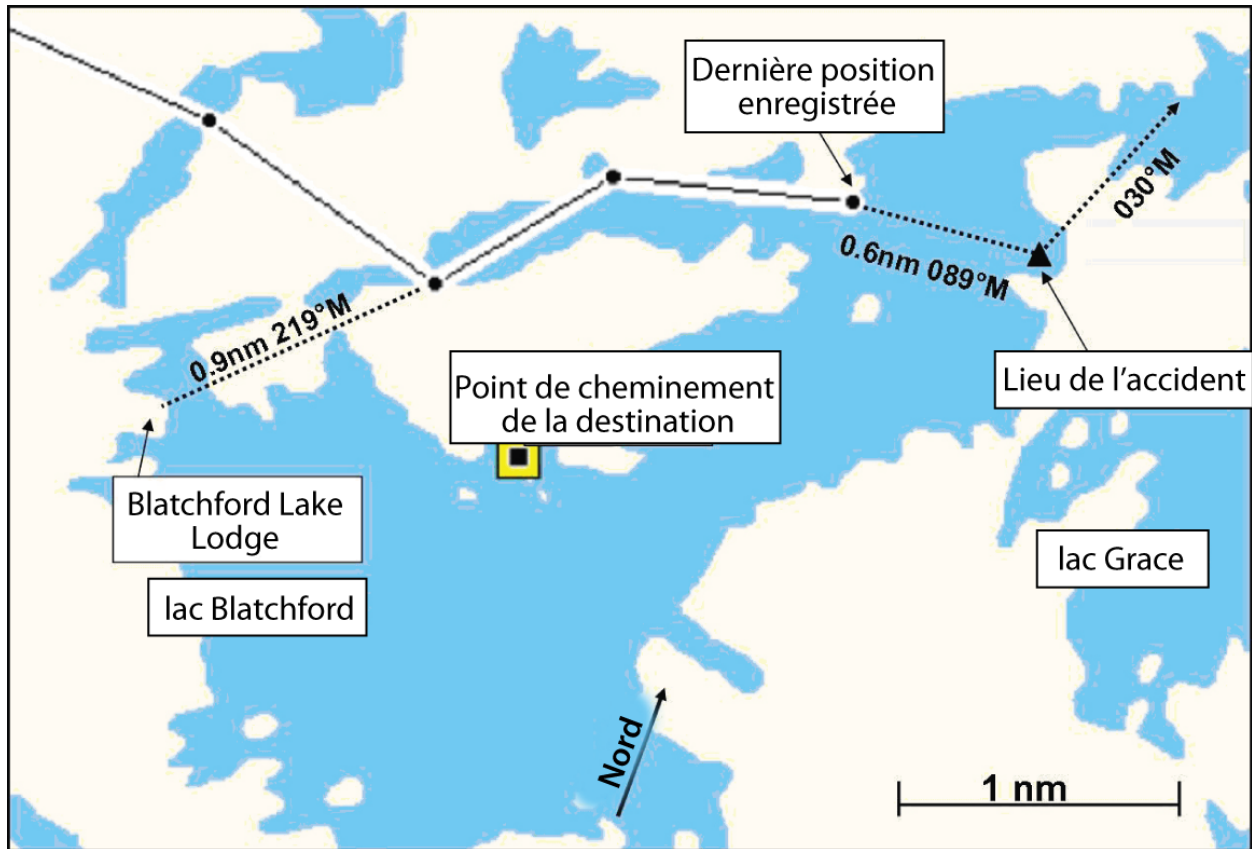 Dernière position
enregistrée
030°M
0.6nm 089°M
0.9nm 219°M
Point de cheminement
de la destination
Lieu de l’accident
Blatchford Lake
Lodge
lac Grace
lac Blatchford
Nord
1 nm